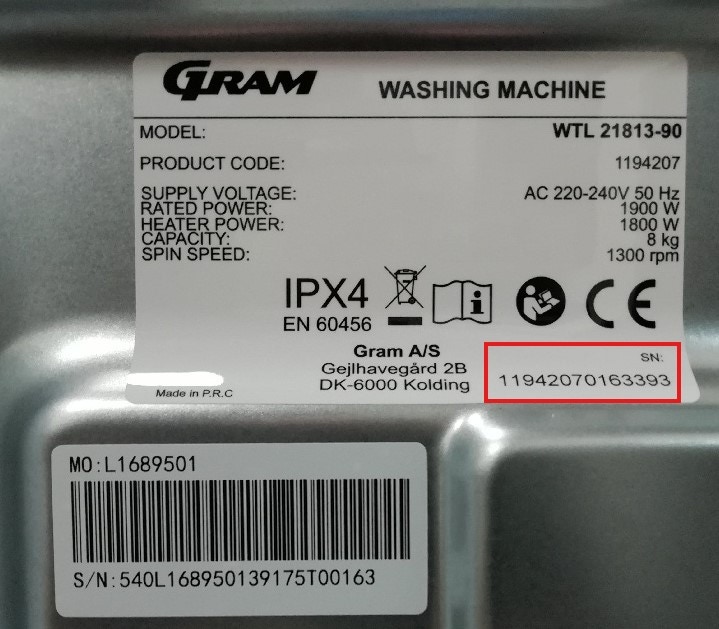 GRAM WASHING MACHINE
MODEL: WTL 21813-90
PRODUCT CODE: 1194207
SUPPLY VOLTAGE: AC 220-240V 50 Hz
RATED POWER: 1900 W
HEATER POWER: 1800 W
CAPACITY: 8 kg
SPIN SPEED: 1300 rpm
IPX4
EN 60456
i
CE
Gram A/S
Gejlhavegård 2B
DK-6000 Kolding
SN:
11942070163393
Made in P.R.C
MO:L1689501
S/N:540L168950139175T00163